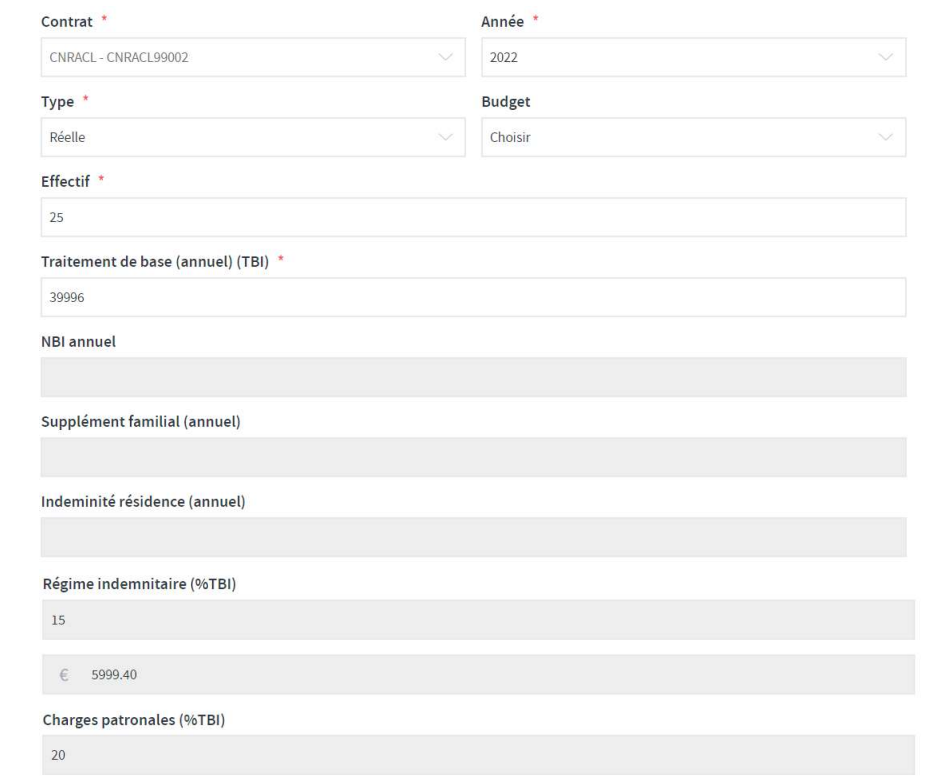 Contrat *
Année *
CNRACL - CNRACL99002
2022
Type *
Budget
Réelle
Choisir
Effectif *
25
Traitement de base (annuel) (TBI) *
39996
NBI annuel
Supplément familial (annuel)
Indeminité résidence (annuel)
Régime indemnitaire (%TBI)
15
€ 5999.40
Charges patronales (%TBI)
20